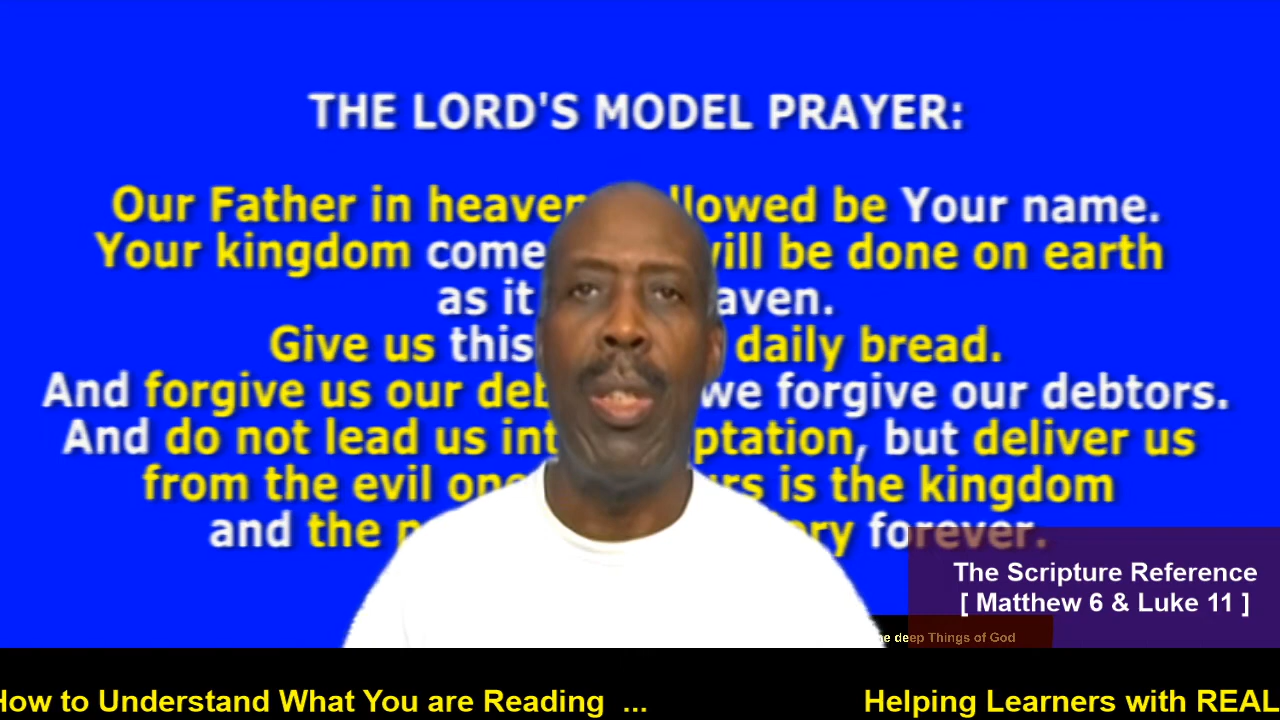 THE LORD'S MODEL PRAYER:
Our Father in heaven llowed be Your name.
Your kingdom come will be done on earth
as it aven.
Give us this daily bread.
And forgive us our deb we forgive our debtors.
And do not lead us int ptation, but deliver us
from the evil one rs is the kingdom
and the ry forever.
The Scripture Reference
[ Matthew 6 & Luke 11 ]
he deep Things of God
How to Understand What You are Reading ... Helping Learners with REAL